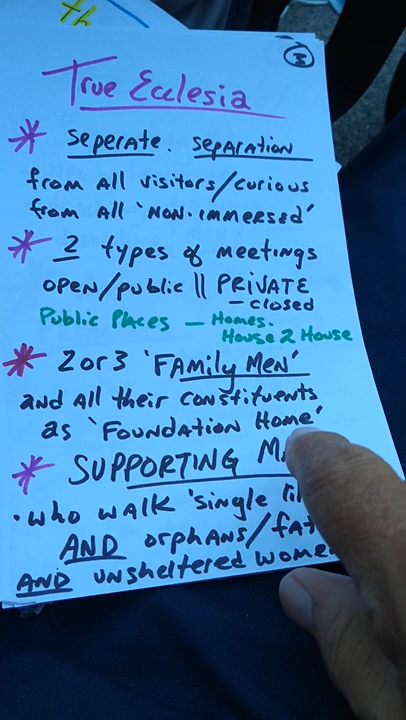 th
3
True Ecclesia
* seperate. separation
from All visitors/curious
from All 'NON-immersed'
* 2 types of meetings
open/public || PRIVATE
- closed
Public Places - Homes.
House 2 House
* 2 or 3 'FAmily Men'
and All their constituents
as 'Foundation Home'
* SUPPORTING
• who walk 'single
AND orphans/
AND unsheltered